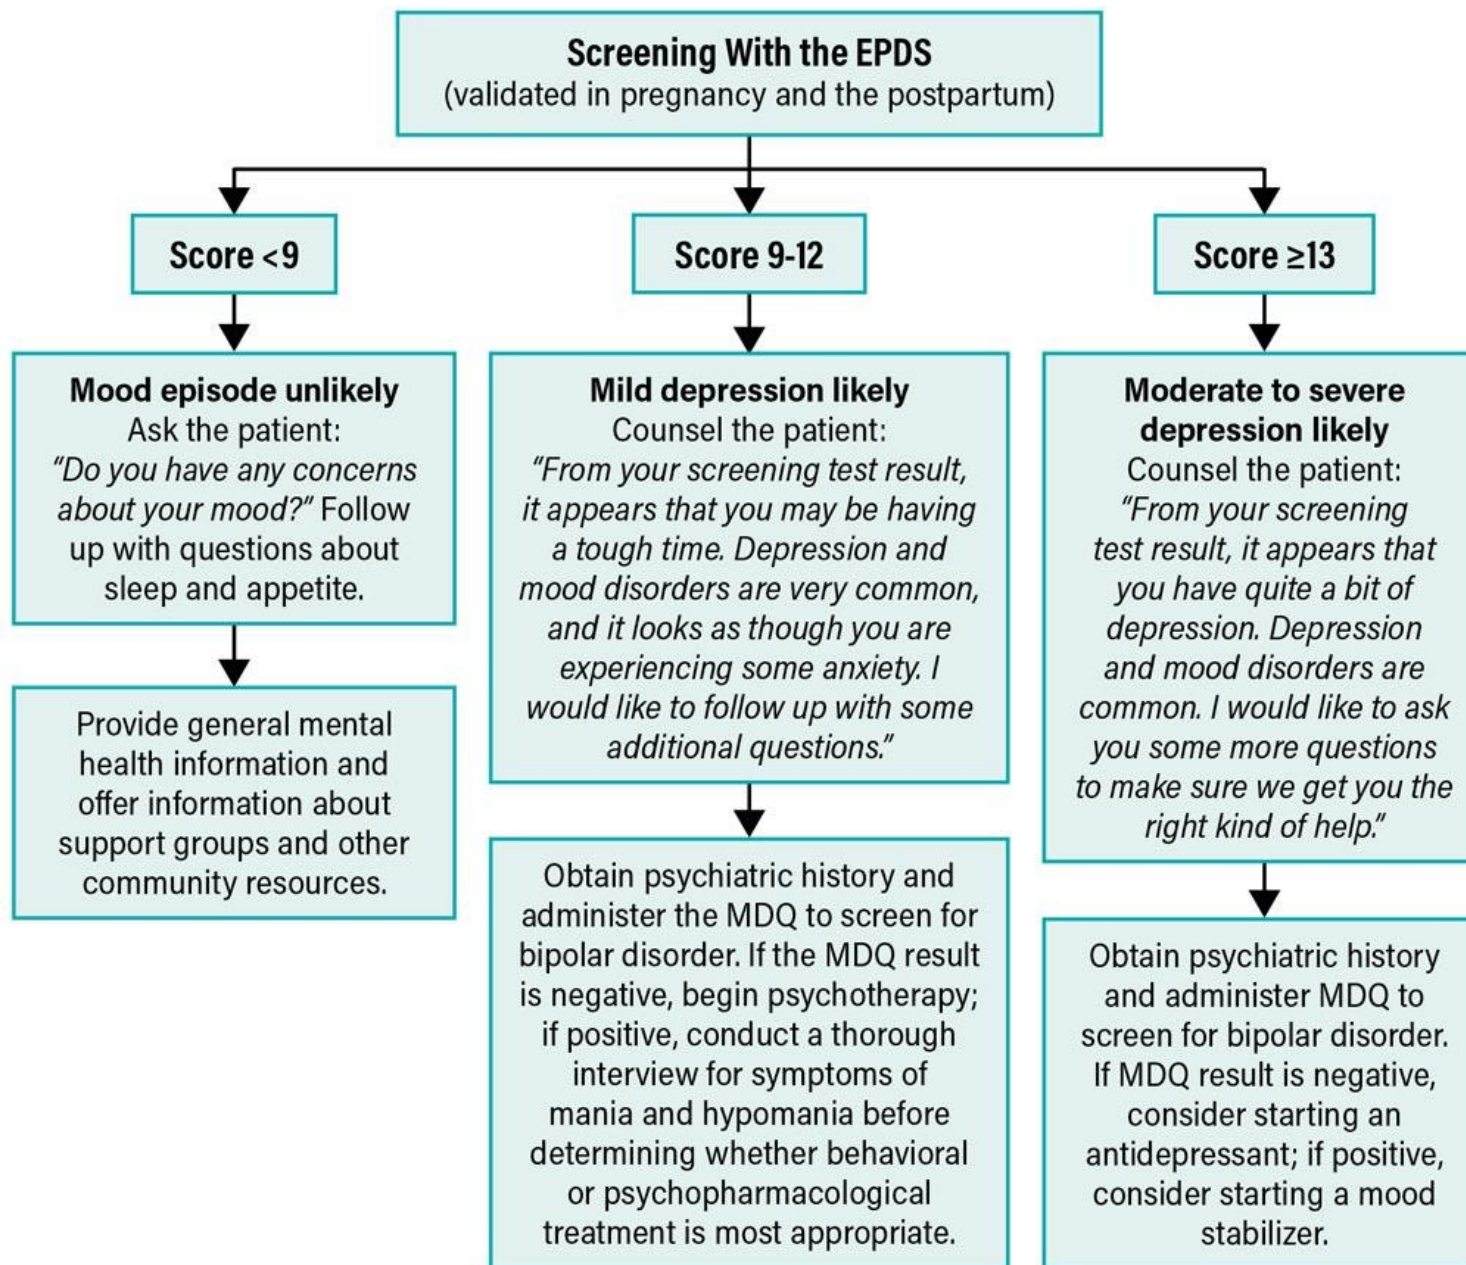 Screening With the EPDS
(validated in pregnancy and the postpartum)
Score <9
Mood episode unlikely
Ask the patient:
"Do you have any concerns
about your mood?" Follow
up with questions about
sleep and appetite.
Provide general mental
health information and
offer information about
support groups and other
community resources.
Score 9-12
Mild depression likely
Counsel the patient:
"From your screening test result,
it appears that you may be having
a tough time. Depression and
mood disorders are very common,
and it looks as though you are
experiencing some anxiety. I
would like to follow up with some
additional questions."
Obtain psychiatric history and
administer the MDQ to screen for
bipolar disorder. If the MDQ result
is negative, begin psychotherapy;
if positive, conduct a thorough
interview for symptoms of
mania and hypomania before
determining whether behavioral
or psychopharmacological
treatment is most appropriate.
Score ≥13
Moderate to severe
depression likely
Counsel the patient:
"From your screening
test result, it appears that
you have quite a bit of
depression. Depression
and mood disorders are
common. I would like to ask
you some more questions
to make sure we get you the
right kind of help."
Obtain psychiatric history
and administer MDQ to
screen for bipolar disorder.
If MDQ result is negative,
consider starting an
antidepressant; if positive,
consider starting a mood
stabilizer.